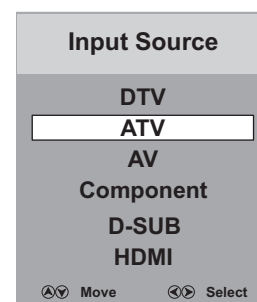 Input Source
DTV
ATV
AV
Component
D-SUB
HDMI
Move Select